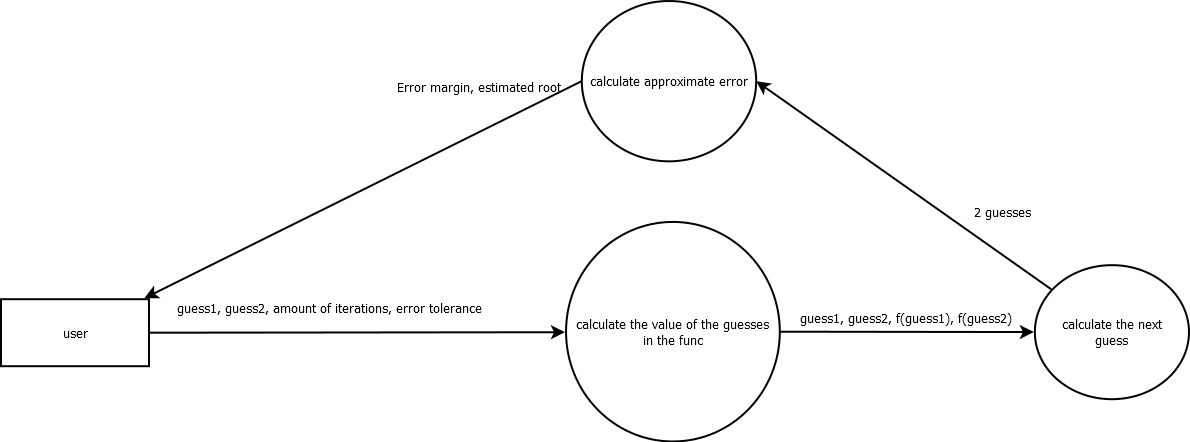 calculate approximate error
Error margin, estimated root
2 guesses
guess1, guess2, amount of iterations, error tolerance
user
calculate the value of the guesses
in the func
guess1, guess2, f(guess1), f(guess2)
calculate the next
guess